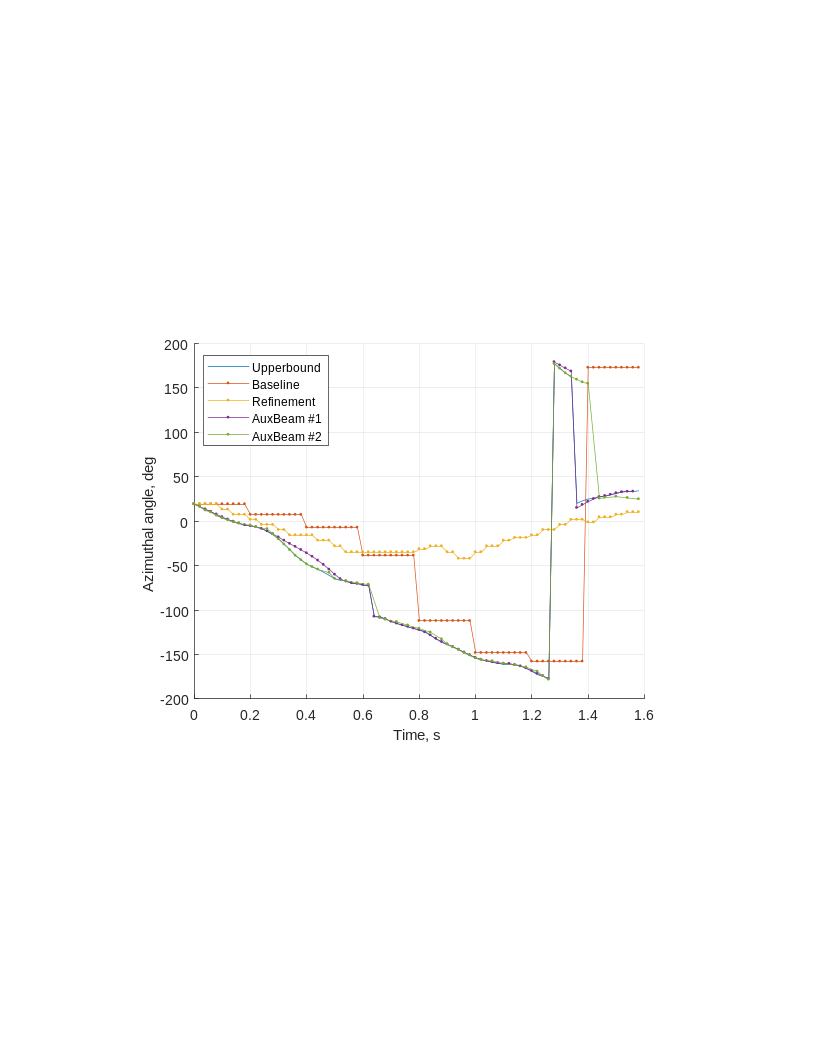 200
150
100
50
0
-50
-100
-150
-200
Azimuthal angle, deg
Upperbound
Baseline
Refinement
AuxBeam #1
AuxBeam #2
0 0.2 0.4 0.6 0.8 1 1.2 1.4 1.6
Time, s